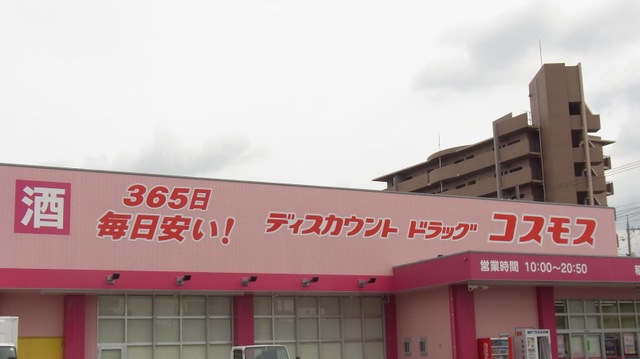 酒
365日
毎日安い!
ディスカウント ドラッグ コスモス
営業時間 10:00~20:50